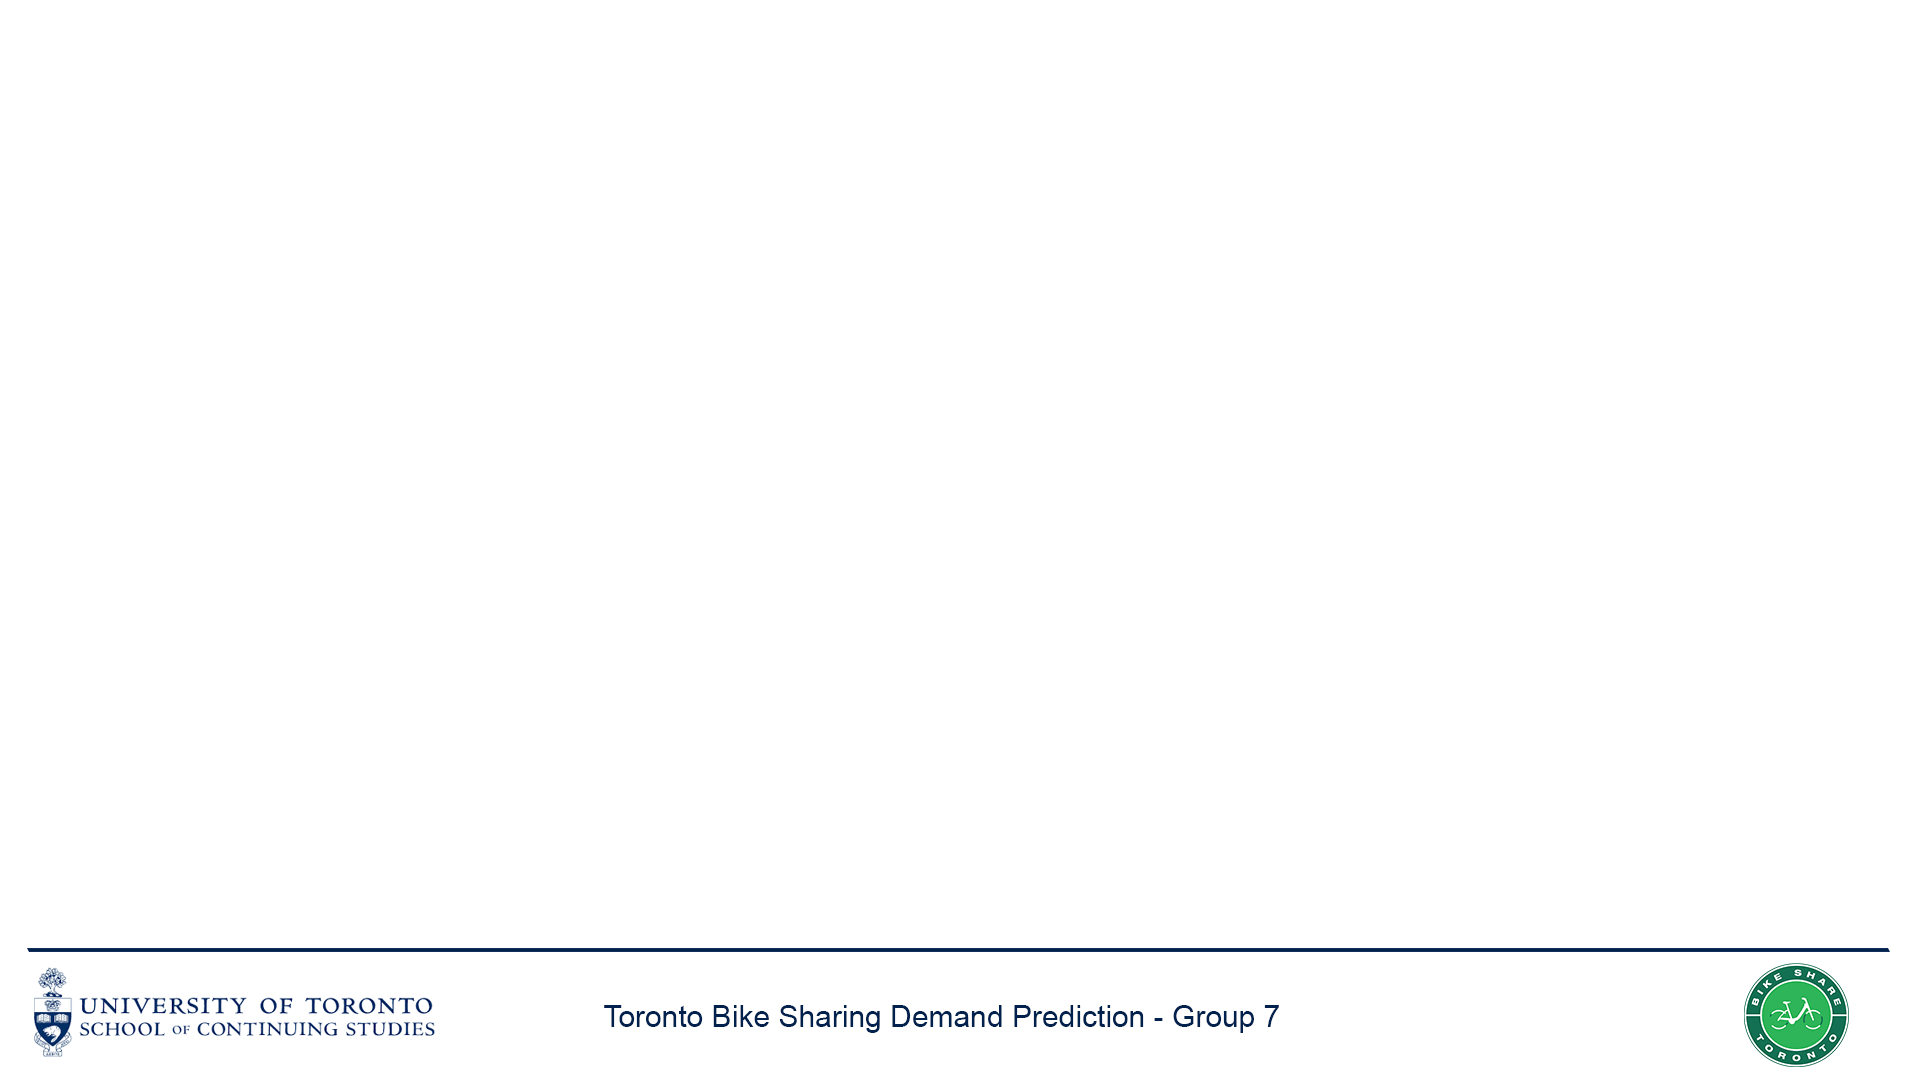 UNIVERSITY OF TORONTO
SCHOOL OF CONTINUING STUDIES
Toronto Bike Sharing Demand Prediction - Group 7
BIKE SHARE
TORONTO